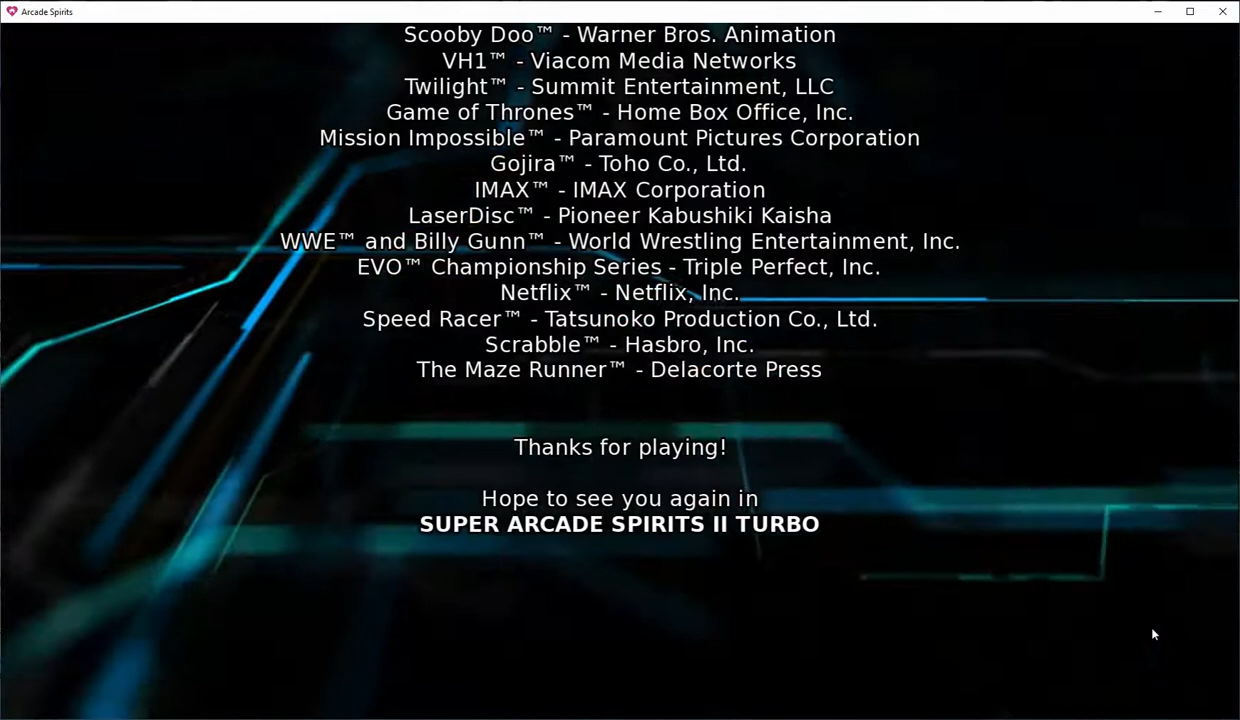 Arcade Spirits
Scooby Doo™ - Warner Bros. Animation
VH1™ - Viacom Media Networks
Twilight™ - Summit Entertainment, LLC
Game of Thrones™ - Home Box Office, Inc.
Mission Impossible™ - Paramount Pictures Corporation
Gojira™ - Toho Co., Ltd.
IMAX™ - IMAX Corporation
LaserDisc™ - Pioneer Kabushiki Kaisha
WWE™ and Billy Gunn™ - World Wrestling Entertainment, Inc.
EVO™ Championship Series - Triple Perfect, Inc.
Netflix™ - Netflix, Inc.
Speed Racer™ - Tatsunoko Production Co., Ltd.
Scrabble™ - Hasbro, Inc.
The Maze Runner™ - Delacorte Press
Thanks for playing!
Hope to see you again in
SUPER ARCADE SPIRITS II TURBO